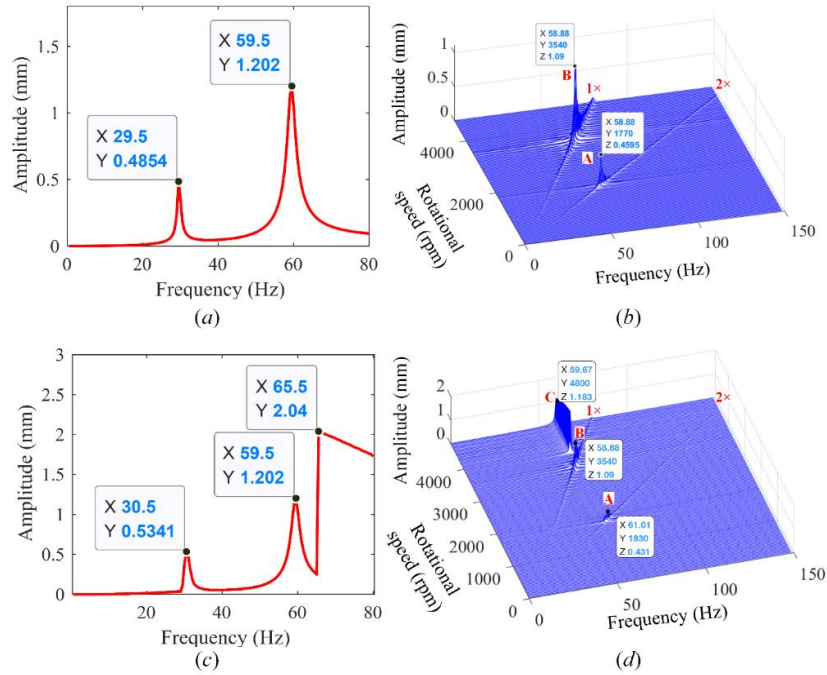 1.5
1
0.5
0
Amplitude (mm)
X 59.5
Y 1.202
X 29.5
Y 0.4854
0 20 40 60 80
Frequency (Hz)
(a)
1
0.5
0
Amplitude (mm)
X 58.88
Y 3540
Z 1.09
B
1×
2×
X 58.88
Y 1770
Z 0.4595
A
4000
2000
0
Rotational
speed (rpm)
0 50 100 150
Frequency (Hz)
(b)
3
2.5
2
1.5
1
0.5
0
Amplitude (mm)
X 65.5
Y 2.04
X 59.5
Y 1.202
X 30.5
Y 0.5341
0 20 40 60 80
Frequency (Hz)
(c)
2
1
0
Amplitude (mm)
X 59.67
Y 4800
Z 1.183
C
1×
2×
B
X 58.88
Y 3540
Z 1.09
A
X 61.01
Y 1830
Z 0.431
4000
3000
2000
1000
0
Rotational
speed (rpm)
0 50 100 150
Frequency (Hz)
(d)